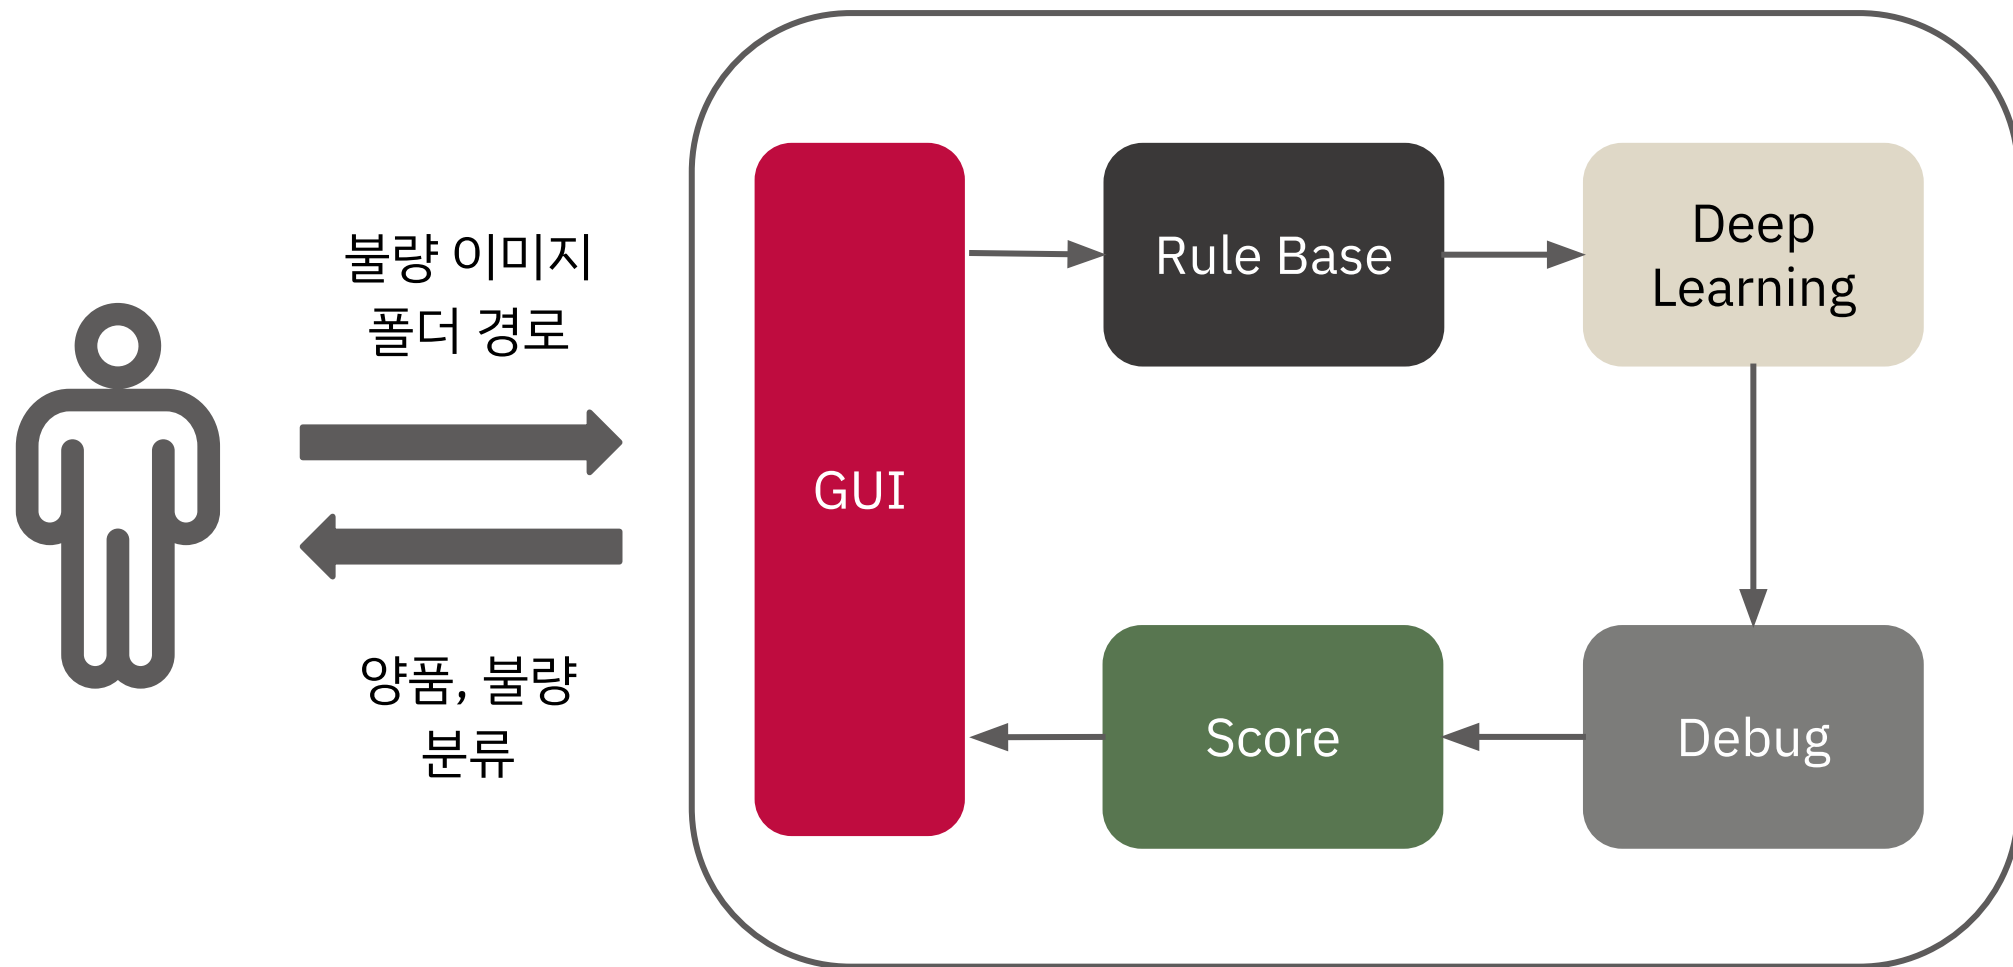 불량 이미지
폴더 경로
양품, 불량
분류
GUI
Rule Base
Deep
Learning
Score
Debug